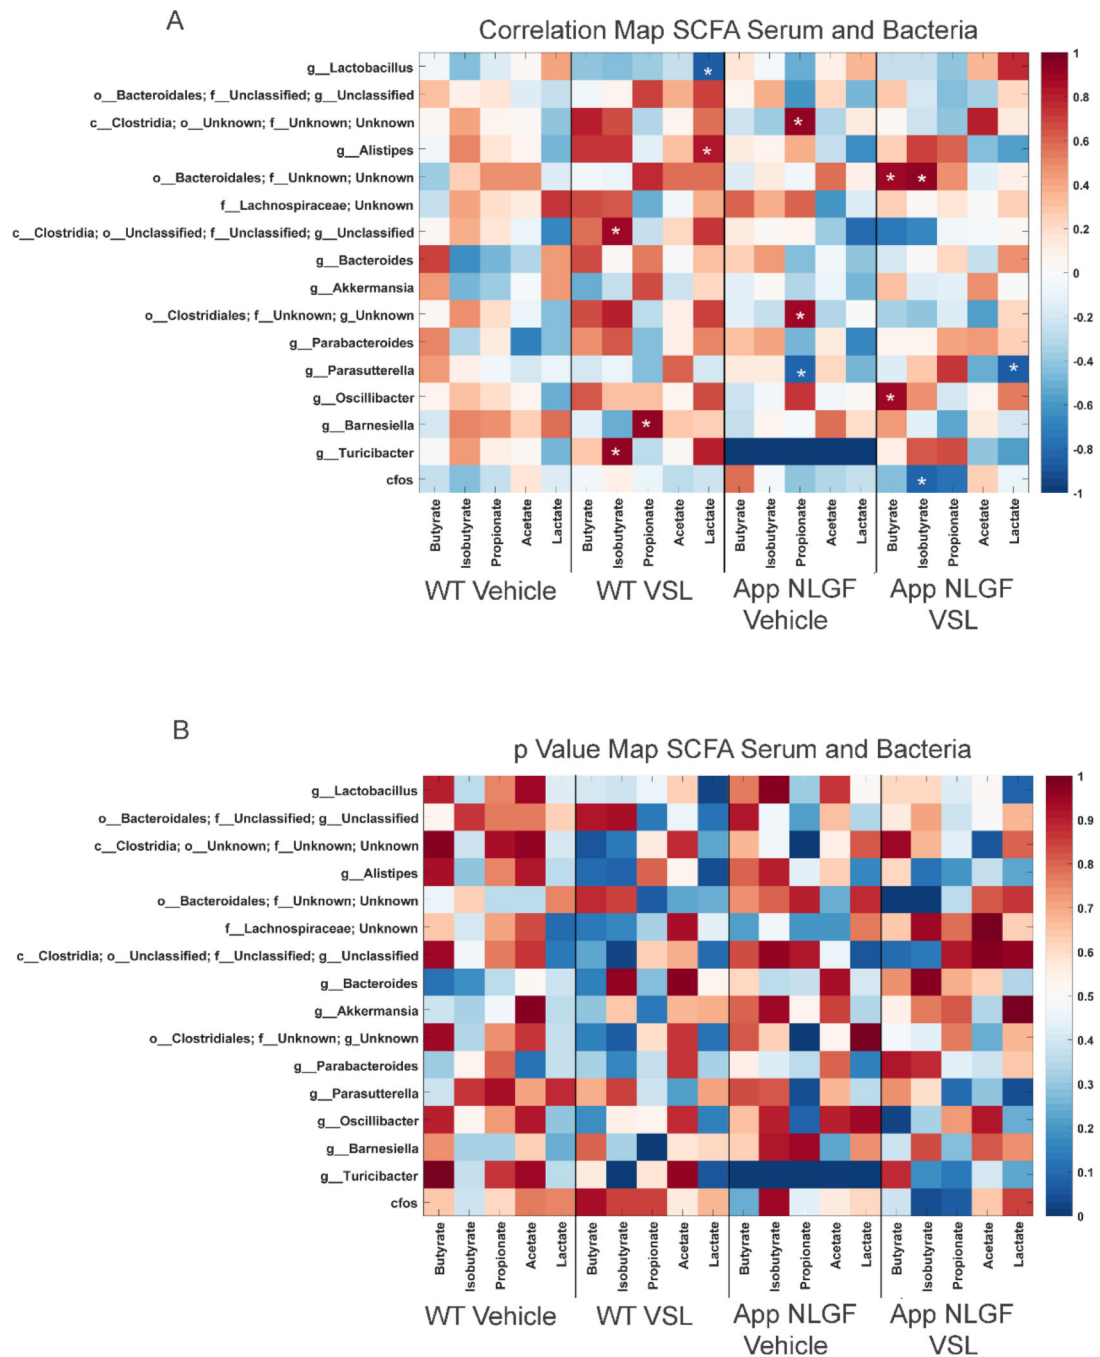 A
Correlation Map SCFA Serum and Bacteria
g__Lactobacillus
o__Bacteroidales; f__Unclassified; g__Unclassified
c__Clostridia; o__Unknown; f__Unknown; Unknown
g__Alistipes
o__Bacteroidales; f__Unknown; Unknown
f__Lachnospiraceae; Unknown
c__Clostridia; o__Unclassified; f__Unclassified; g__Unclassified
g__Bacteroides
g__Akkermansia
o__Clostridiales; f__Unknown; g_Unknown
g__Parabacteroides
g__Parasutterella
g__Oscillibacter
g__Barnesiella
g__Turicibacter
cfos
* 
*
*
* *
*
*
* *
*
*
*
*
1
0.8
0.6
0.4
0.2
0
-0.2
-0.4
-0.6
-0.8
-1
Butyrate Isobutyrate Propionate Acetate Lactate Butyrate Isobutyrate Propionate Acetate Lactate Butyrate Isobutyrate Propionate Acetate Lactate Butyrate Isobutyrate Propionate Acetate Lactate
WT Vehicle WT VSL App NLGF App NLGF
Vehicle VSL
B
p Value Map SCFA Serum and Bacteria
g__Lactobacillus
o__Bacteroidales; f__Unclassified; g__Unclassified
c__Clostridia; o__Unknown; f__Unknown; Unknown
g__Alistipes
o__Bacteroidales; f__Unknown; Unknown
f__Lachnospiraceae; Unknown
c__Clostridia; o__Unclassified; f__Unclassified; g__Unclassified
g__Bacteroides
g__Akkermansia
o__Clostridiales; f__Unknown; g_Unknown
g__Parabacteroides
g__Parasutterella
g__Oscillibacter
g__Barnesiella
g__Turicibacter
cfos
1
0.9
0.8
0.7
0.6
0.5
0.4
0.3
0.2
0.1
0
Butyrate Isobutyrate Propionate Acetate Lactate Butyrate Isobutyrate Propionate Acetate Lactate Butyrate Isobutyrate Propionate Acetate Lactate Butyrate Isobutyrate Propionate Acetate Lactate
WT Vehicle WT VSL App NLGF App NLGF
Vehicle VSL